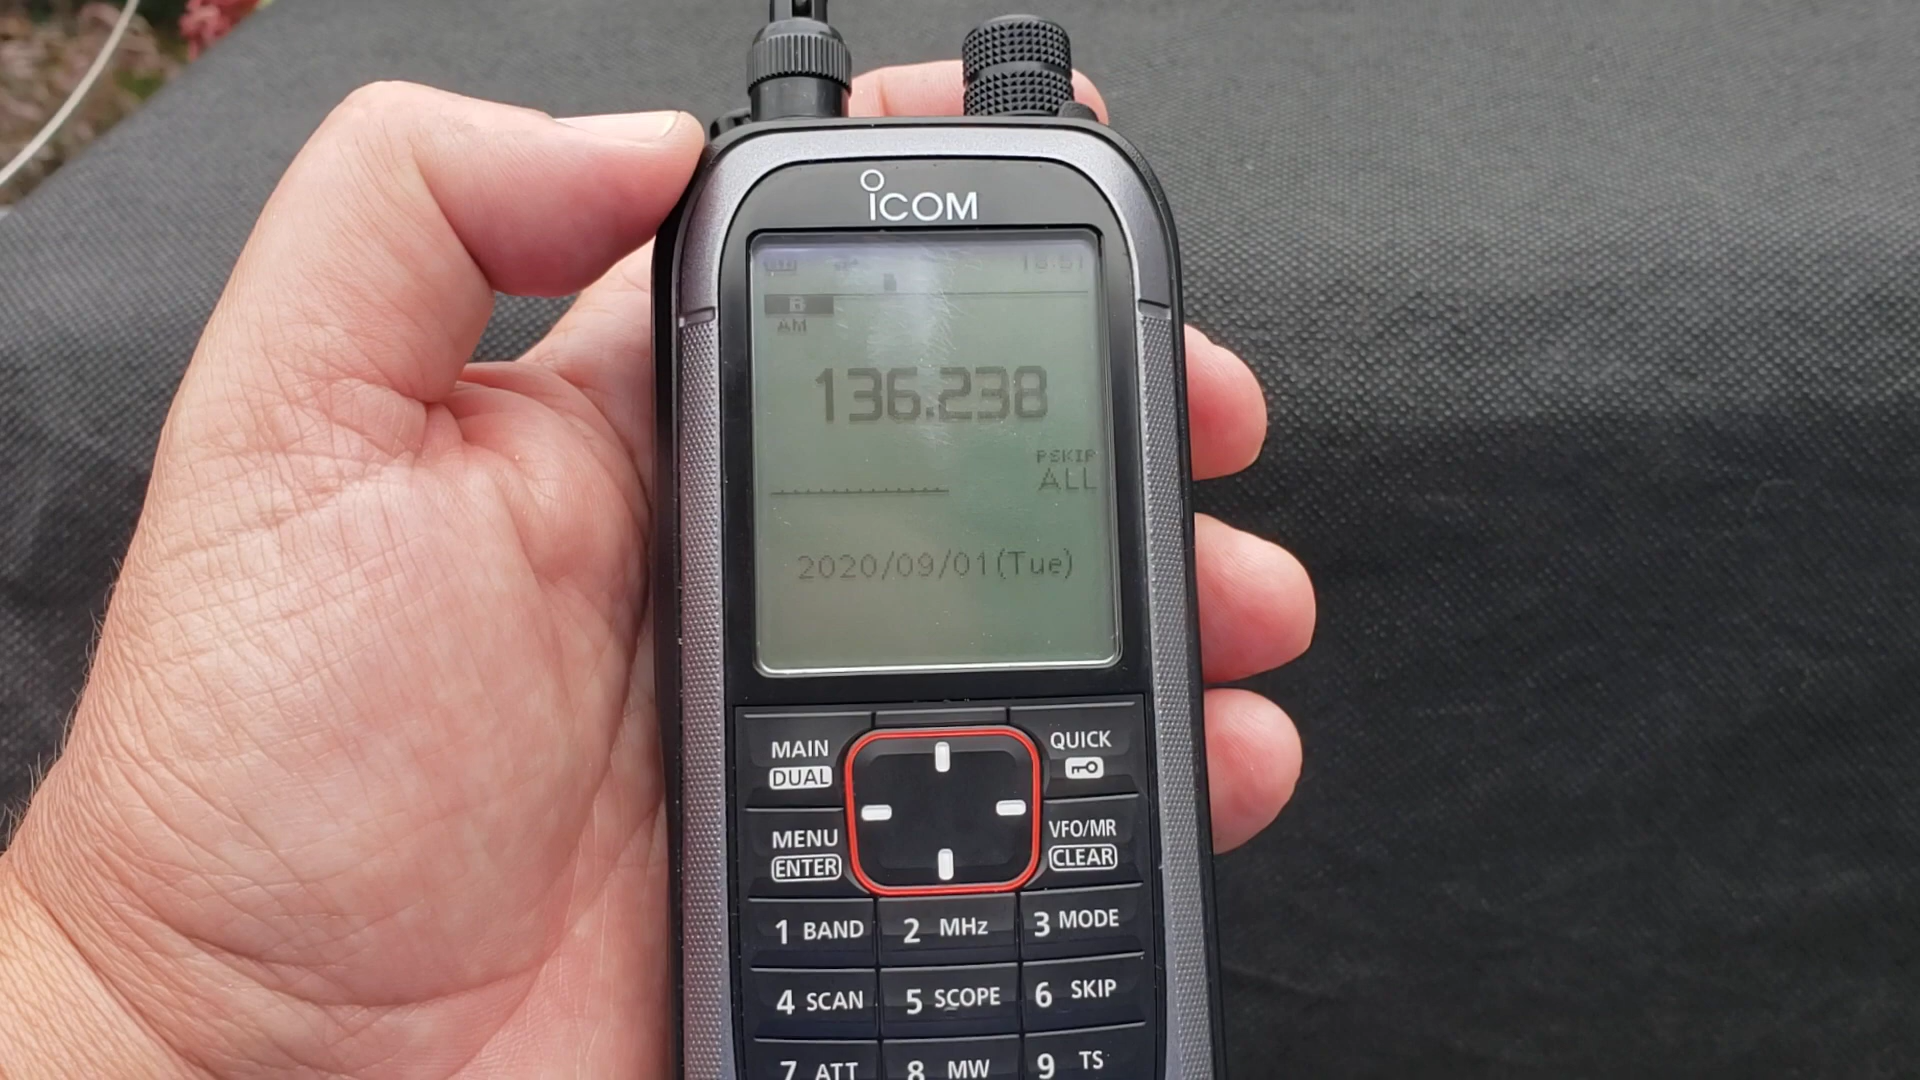 iCOM
B
AM
136.238
PSKIP
ALL
2020/09/01(Tue)
MAIN
DUAL
QUICK
MENU
ENTER
VFO/MR
CLEAR
1 BAND
2 MHz
3 MODE
4 SCAN
5 SCOPE
6 SKIP
7 ATT
8 MW
9 TS